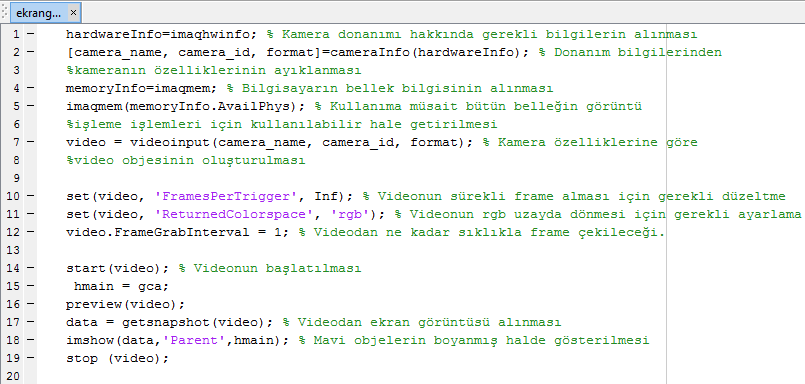 ekrang... ×
1 – hardwareInfo=imaqhwinfo; % Kamera donanımı hakkında gerekli bilgilerin alınması
2 – [camera_name, camera_id, format]=cameraInfo(hardwareInfo); % Donanım bilgilerinden
3 %kameranın özelliklerinin ayıklanması
4 – memoryInfo=imaqmem; % Bilgisayarın bellek bilgisinin alınması
5 – imaqmem(memoryInfo.AvailPhys); % Kullanıma müsait bütün belleğin görüntü
6 %işleme işlemleri için kullanılabilir hale getirilmesi
7 – video = videoinput(camera_name, camera_id, format); % Kamera özelliklerine göre
8 %video objesinin oluşturulması
9
10 – set(video, 'FramesPerTrigger', Inf); % Videonun sürekli frame alması için gerekli düzeltme
11 – set(video, 'ReturnedColorspace', 'rgb'); % Videonun rgb uzayda dönmesi için gerekli ayarlama
12 – video.FrameGrabInterval = 1; % Videodan ne kadar sıklıkla frame çekileceği.
13
14 – start(video); % Videonun başlatılması
15 – hmain = gca;
16 – preview(video);
17 – data = getsnapshot(video); % Videodan ekran görüntüsü alınması
18 – imshow(data,'Parent',hmain); % Mavi objelerin boyanmış halde gösterilmesi
19 – stop (video);
20